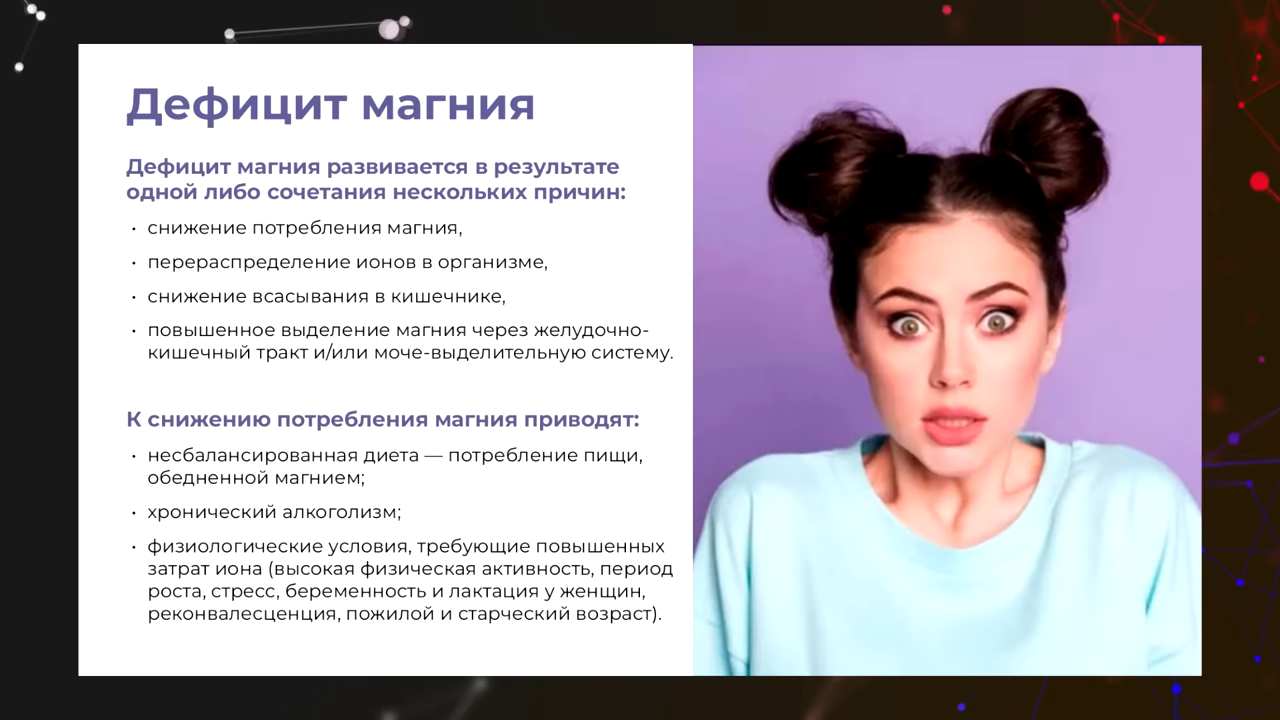 Дефицит магния
Дефицит магния развивается в результате
одной либо сочетания нескольких причин:
• снижение потребления магния,
• перераспределение ионов в организме,
• снижение всасывания в кишечнике,
• повышенное выделение магния через желудочно-
кишечный тракт и/или моче-выделительную систему.
К снижению потребления магния приводят:
• несбалансированная диета — потребление пищи,
обедненной магнием;
• хронический алкоголизм;
• физиологические условия, требующие повышенных
затрат иона (высокая физическая активность, период
роста, стресс, беременность и лактация у женщин,
реконвалесценция, пожилой и старческий возраст).